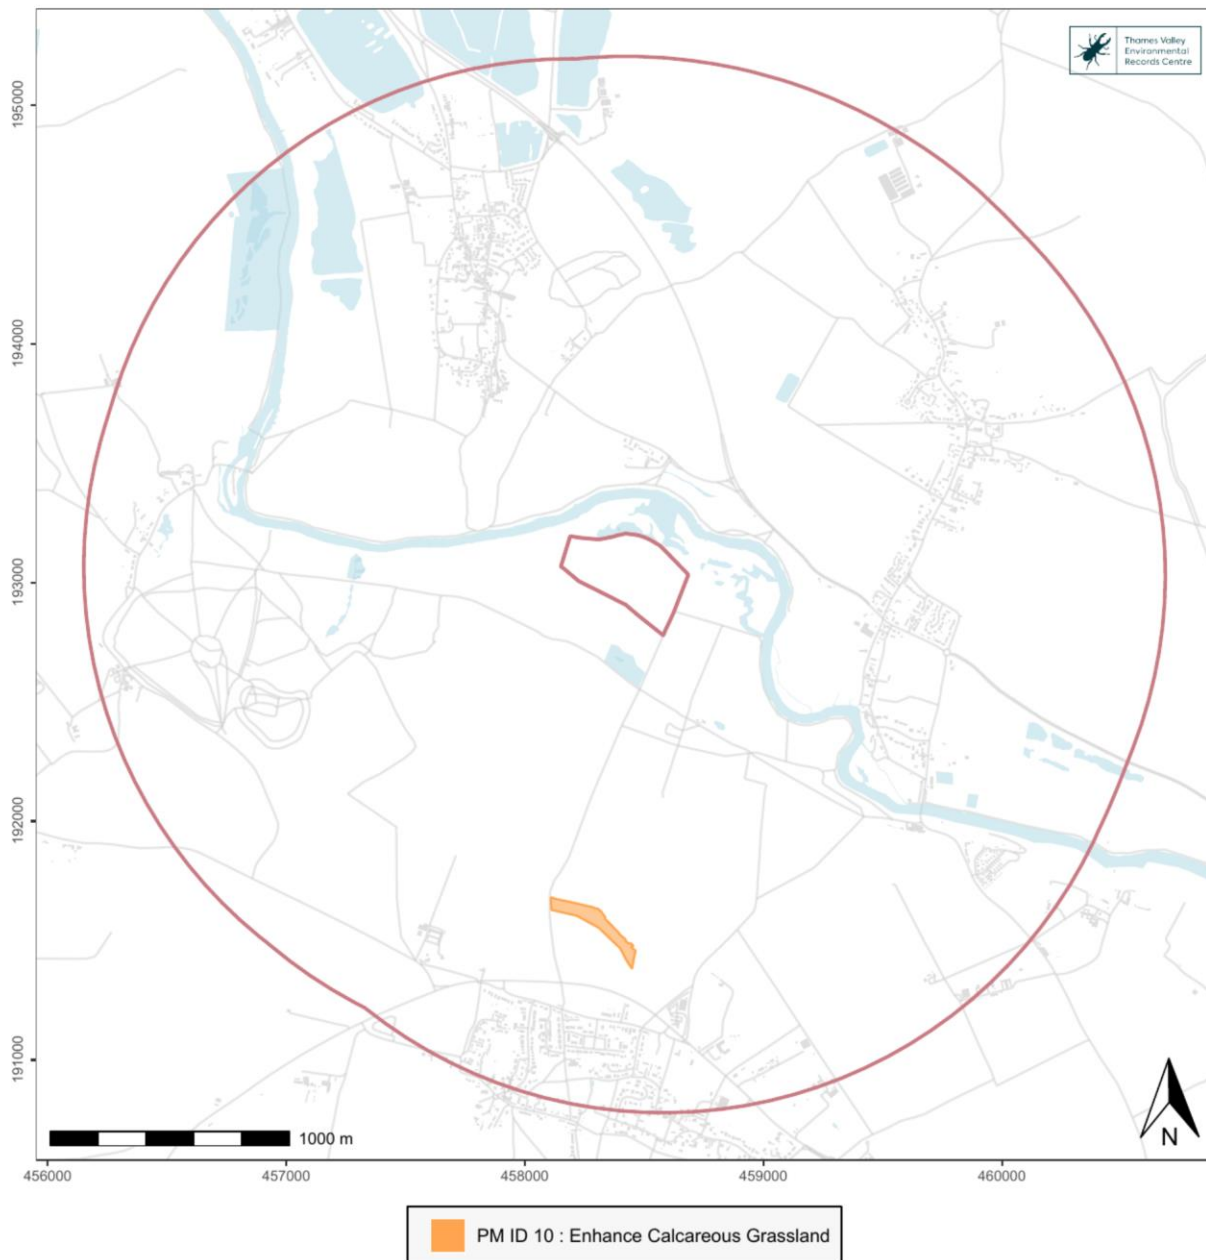 Thames Valley
Environmental
Records Centre
195000
194000
193000
192000
191000
1000 m
N
456000 457000 458000 459000 460000
PM ID 10 : Enhance Calcareous Grassland